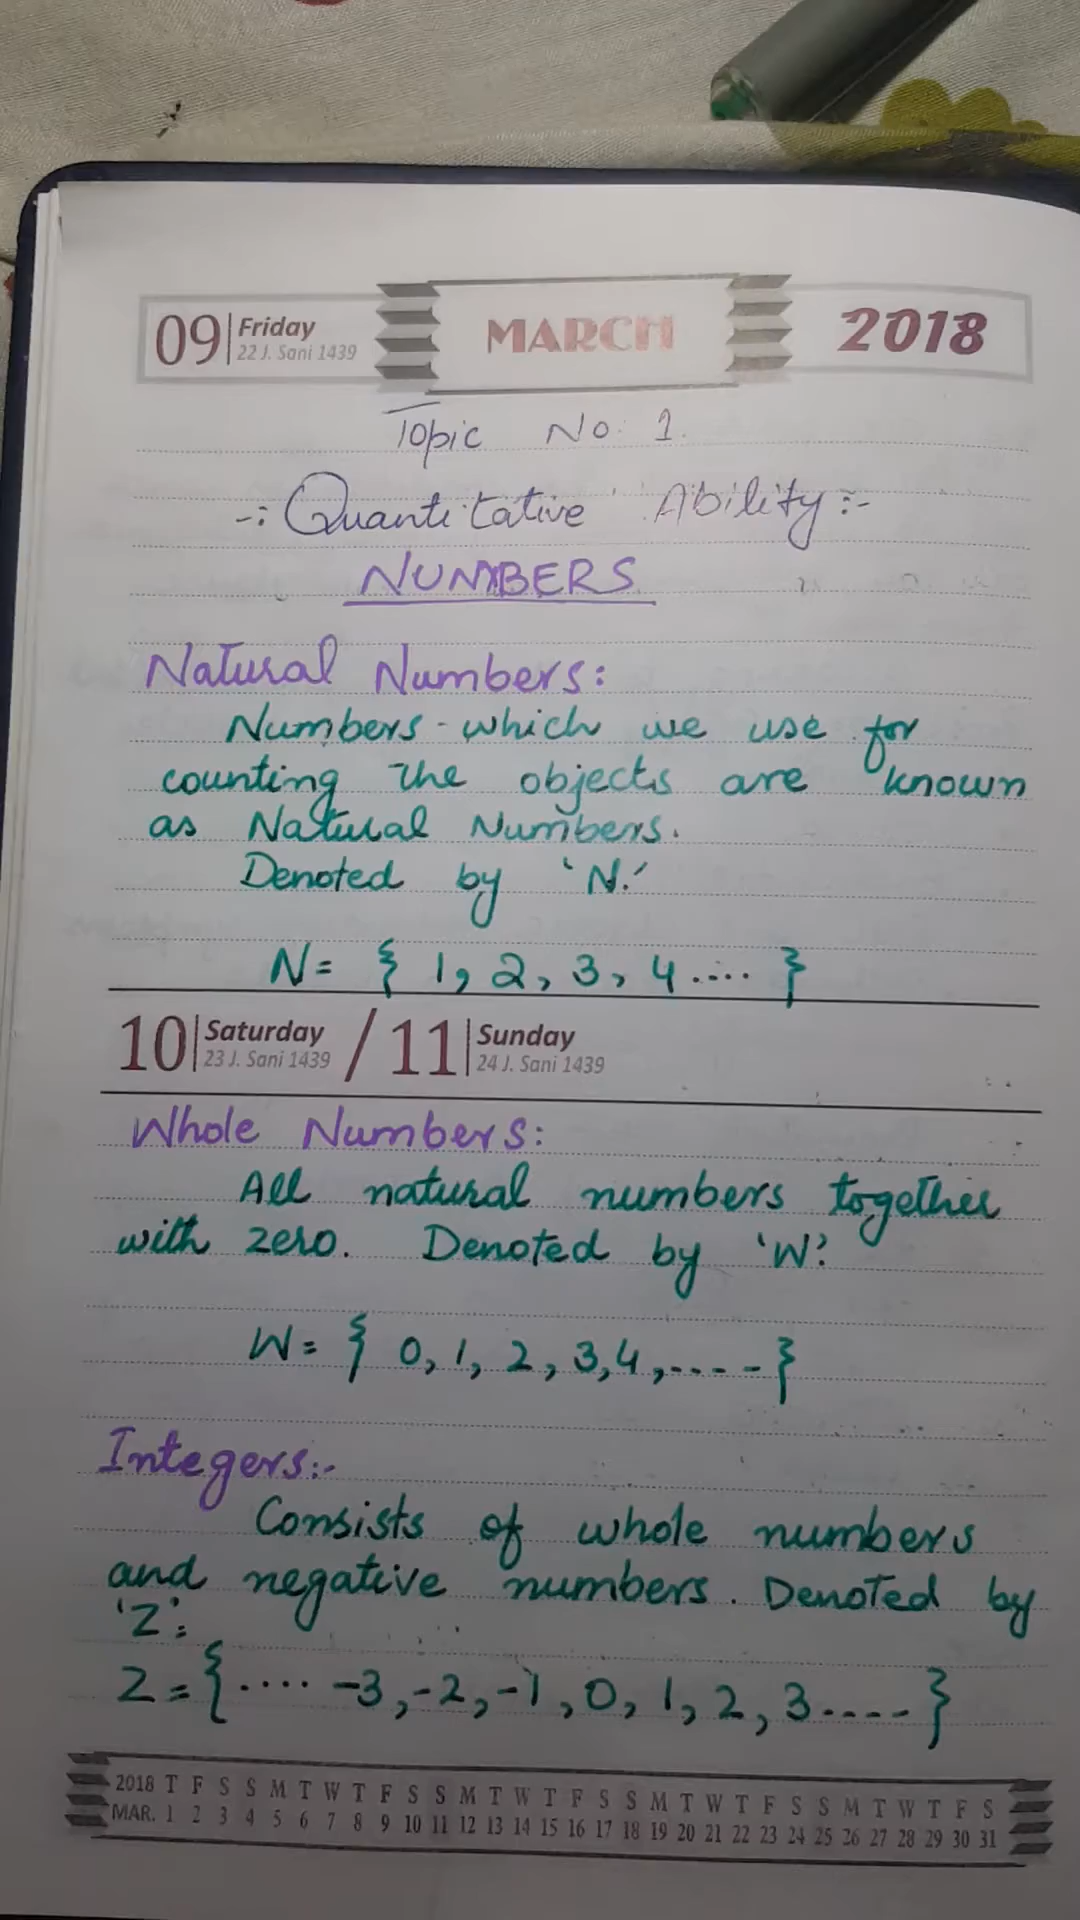 09 Friday
22 J. Sani 1439
MARCH
2018
Topic No. 1.
-: Quantitative Ability :-
NUMBERS
Natural Numbers:
Numbers which we use for
counting the objects are known
as Natural Numbers.
Denoted by 'N.'
N= { 1, 2, 3, 4 .... }
10 Saturday / 11 Sunday
23 J. Sani 1439 24 J. Sani 1439
Whole Numbers:
All natural numbers together
with zero. Denoted by 'W'.
W= { 0, 1, 2, 3, 4, ..... }
Integers:-
Consists of whole numbers
and negative numbers. Denoted by
'Z'.
Z = { .... -3, -2, -1, 0, 1, 2, 3 ..... }
2018 T F S S M T W T F S S M T W T F S S M T W T F S S M T W T F S
MAR. 1 2 3 4 5 6 7 8 9 10 11 12 13 14 15 16 17 18 19 20 21 22 23 24 25 26 27 28 29 30 31